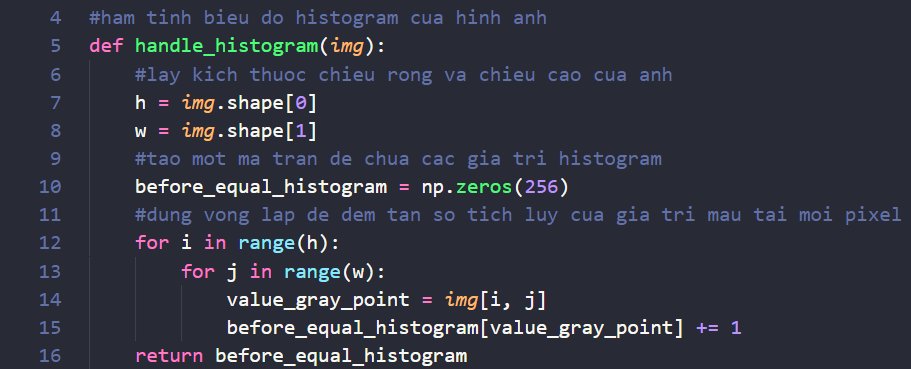 4 #ham tinh bieu do histogram cua hinh anh
5 def handle_histogram(img):
6     #lay kich thuoc chieu rong va chieu cao cua anh
7     h = img.shape[0]
8     w = img.shape[1]
9     #tao mot ma tran de chua cac gia tri histogram
10     before_equal_histogram = np.zeros(256)
11     #dung vong lap de dem tan so tich luy cua gia tri mau tai moi pixel
12     for i in range(h):
13         for j in range(w):
14             value_gray_point = img[i, j]
15             before_equal_histogram[value_gray_point] += 1
16     return before_equal_histogram